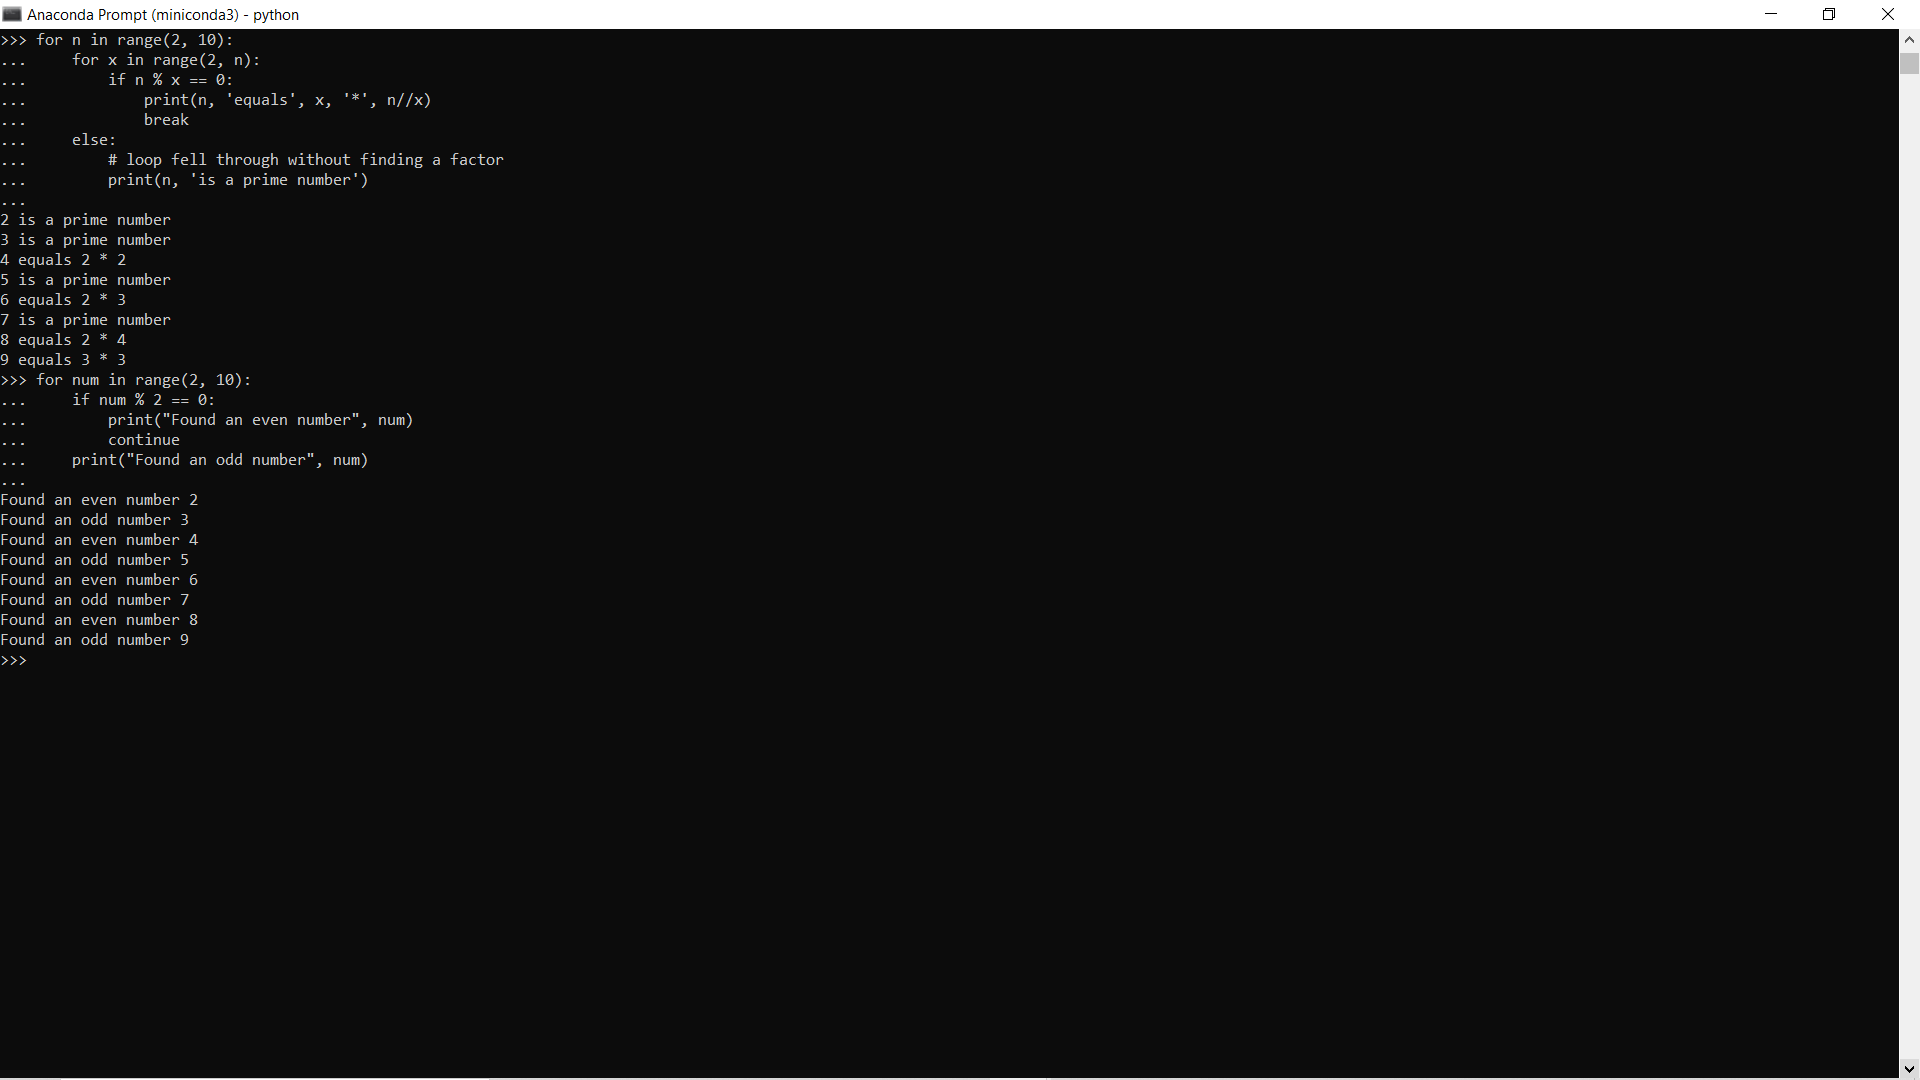 Anaconda Prompt (miniconda3) - python
>>> for n in range(2, 10):
...     for x in range(2, n):
...         if n % x == 0:
...             print(n, 'equals', x, '*', n//x)
...             break
...     else:
...         # loop fell through without finding a factor
...         print(n, 'is a prime number')
...
2 is a prime number
3 is a prime number
4 equals 2 * 2
5 is a prime number
6 equals 2 * 3
7 is a prime number
8 equals 2 * 4
9 equals 3 * 3
>>> for num in range(2, 10):
...     if num % 2 == 0:
...         print("Found an even number", num)
...         continue
...     print("Found an odd number", num)
...
Found an even number 2
Found an odd number 3
Found an even number 4
Found an odd number 5
Found an even number 6
Found an odd number 7
Found an even number 8
Found an odd number 9
>>>